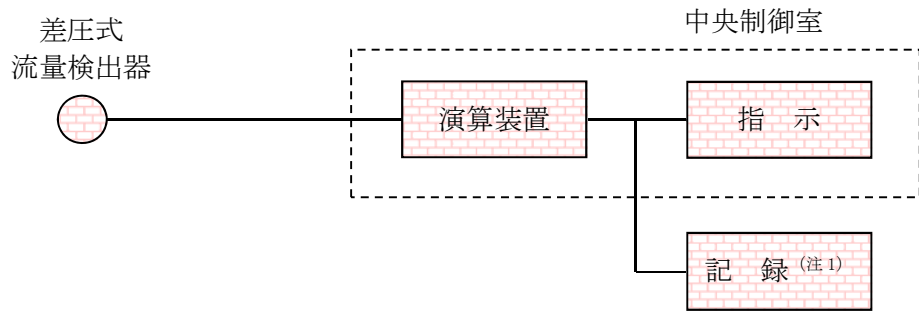 中央制御室
差圧式
流量検出器
演算装置
指 示
記 録（注1）